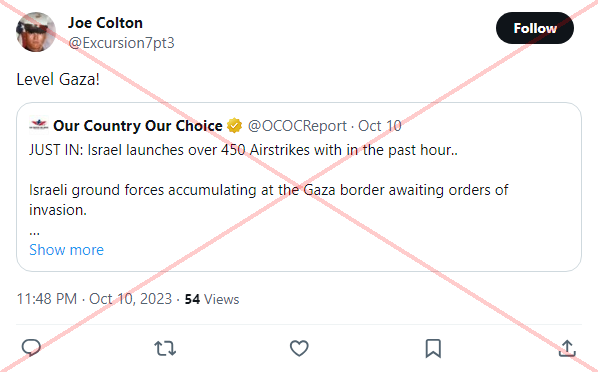 Joe Colton
@Excursion7pt3
Follow
Level Gaza!
Our Country Our Choice @OCOCReport · Oct 10
JUST IN: Israel launches over 450 Airstrikes with in the past hour..
Israeli ground forces accumulating at the Gaza border awaiting orders of
invasion.
...
Show more
11:48 PM · Oct 10, 2023 · 54 Views